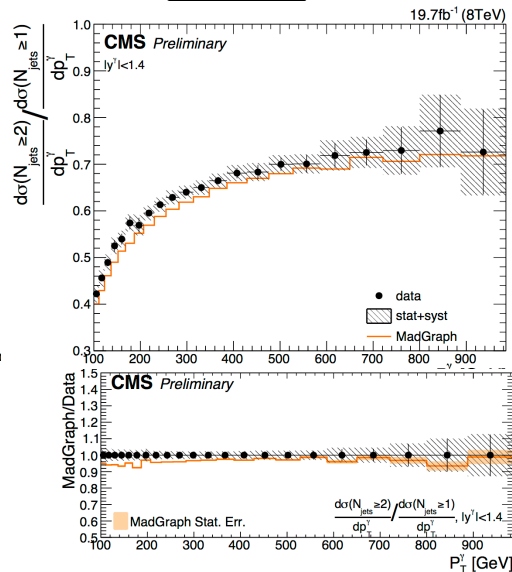 19.7fb⁻¹ (8TeV)
CMS Preliminary
|y^γ|<1.4
dσ(N_jets ≥2)/dp_T^γ / dσ(N_jets ≥1)/dp_T^γ
1.0
0.9
0.8
0.7
0.6
0.5
0.4
0.3
data
stat+syst
MadGraph
100 200 300 400 500 600 700 800 900
CMS Preliminary
MadGraph/Data
1.5
1.4
1.3
1.2
1.1
1.0
0.9
0.8
0.7
0.6
0.5
MadGraph Stat. Err.
dσ(N_jets≥2)/dp_T^γ / dσ(N_jets≥1)/dp_T^γ, |y^γ|<1.4
100 200 300 400 500 600 700 800 900
P_T^γ [GeV]